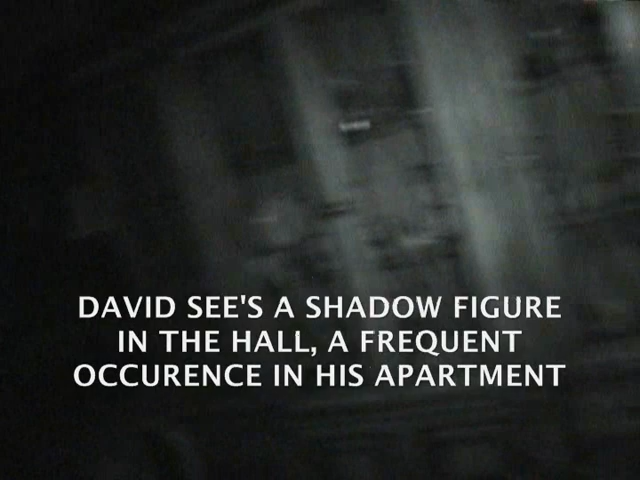 DAVID SEE'S A SHADOW FIGURE
IN THE HALL, A FREQUENT
OCCURENCE IN HIS APARTMENT